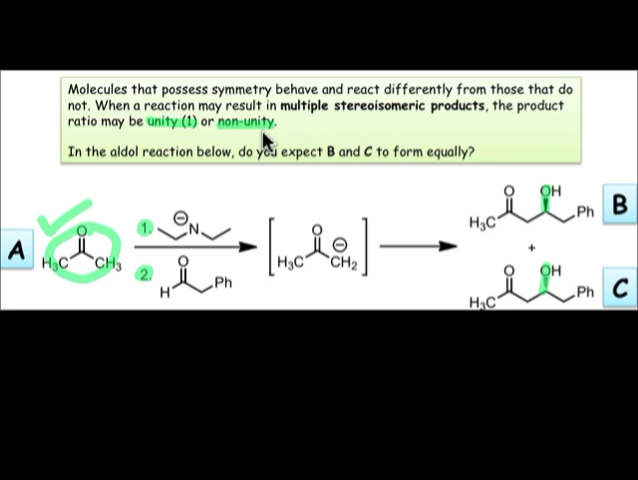 Molecules that possess symmetry behave and react differently from those that do
not. When a reaction may result in multiple stereoisomeric products, the product
ratio may be unity (1) or non-unity.
In the aldol reaction below, do you expect B and C to form equally?
A
O
H₃C CH₃
1. ⊖ N
2. O
H Ph
O ⊖
H₃C CH₂
O OH
H₃C Ph
B
+
O OH
H₃C Ph
C